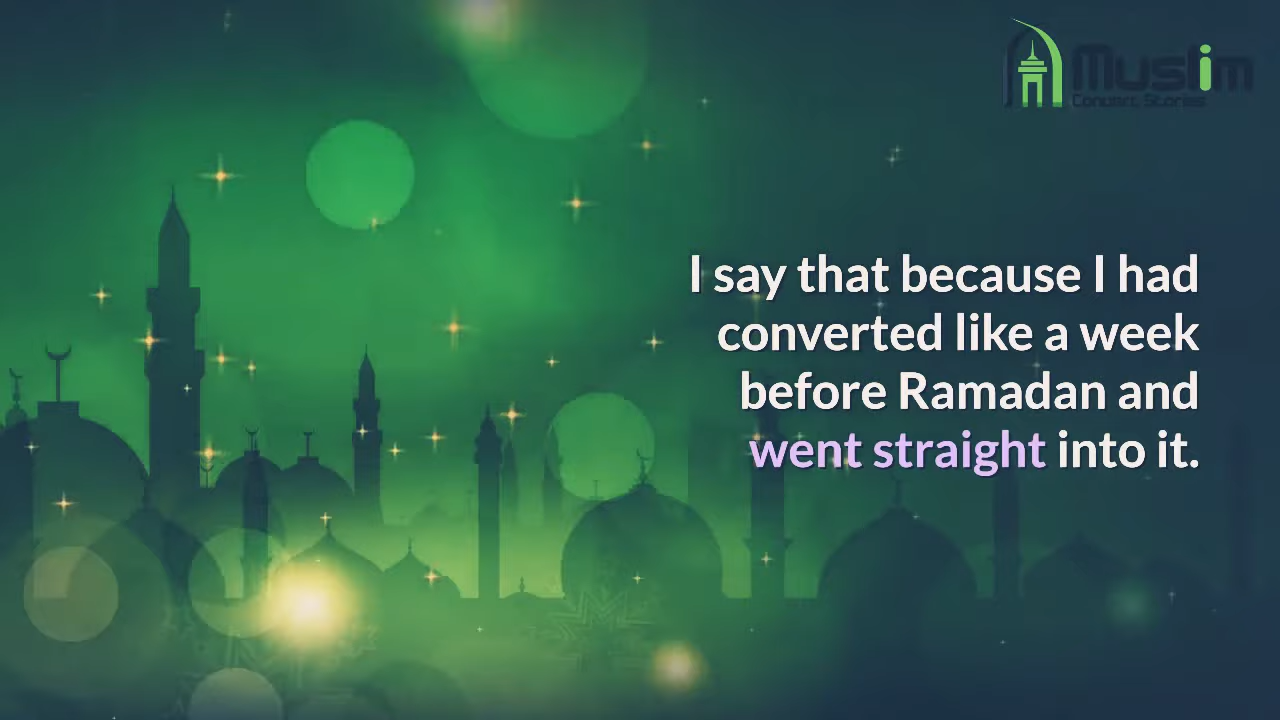 Muslim
Convert Stories
I say that because I had
converted like a week
before Ramadan and
went straight into it.